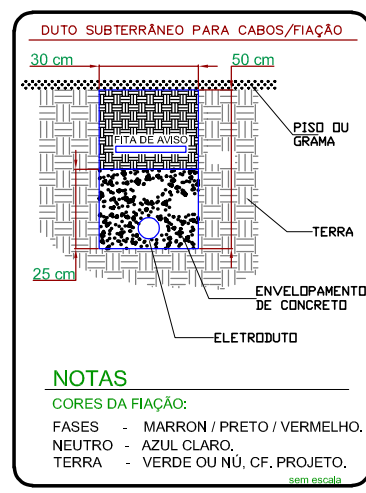 DUTO SUBTERRÂNEO PARA CABOS/FIAÇÃO
30 cm
50 cm
PISO OU
GRAMA
FITA DE AVISO
TERRA
25 cm
ENVELOPAMENTO
DE CONCRETO
ELETRODUTO
NOTAS
CORES DA FIAÇÃO:
FASES - MARRON / PRETO / VERMELHO.
NEUTRO - AZUL CLARO.
TERRA - VERDE OU NÚ, CF. PROJETO.
sem escala